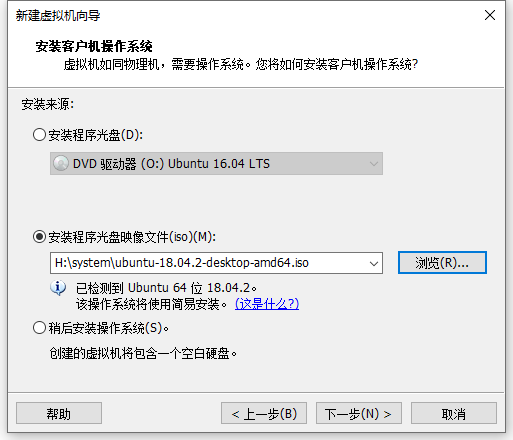 新建虚拟机向导
安装客户机操作系统
虚拟机如同物理机，需要操作系统。您将如何安装客户机操作系统?
安装来源:
安装程序光盘(D):
DVD 驱动器 (O:) Ubuntu 16.04 LTS
安装程序光盘映像文件(iso)(M):
H:\system\ubuntu-18.04.2-desktop-amd64.iso
浏览(R)...
已检测到 Ubuntu 64 位 18.04.2。
该操作系统将使用简易安装。 (这是什么?)
稍后安装操作系统(S)。
创建的虚拟机将包含一个空白硬盘。
帮助
< 上一步(B)
下一步(N) >
取消